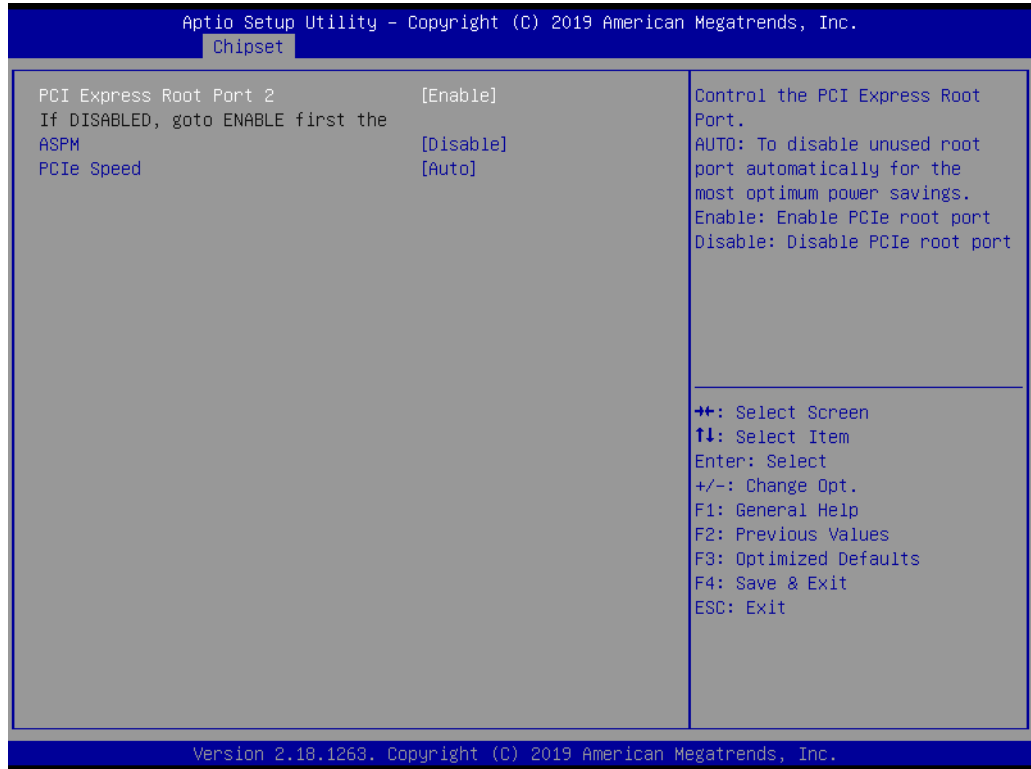 Aptio Setup Utility – Copyright (C) 2019 American Megatrends, Inc.
Chipset
PCI Express Root Port 2 [Enable]
If DISABLED, goto ENABLE first the
ASPM [Disable]
PCIe Speed [Auto]
Control the PCI Express Root
Port.
AUTO: To disable unused root
port automatically for the
most optimum power savings.
Enable: Enable PCIe root port
Disable: Disable PCIe root port
→←: Select Screen
↑↓: Select Item
Enter: Select
+/-: Change Opt.
F1: General Help
F2: Previous Values
F3: Optimized Defaults
F4: Save & Exit
ESC: Exit
Version 2.18.1263. Copyright (C) 2019 American Megatrends, Inc.